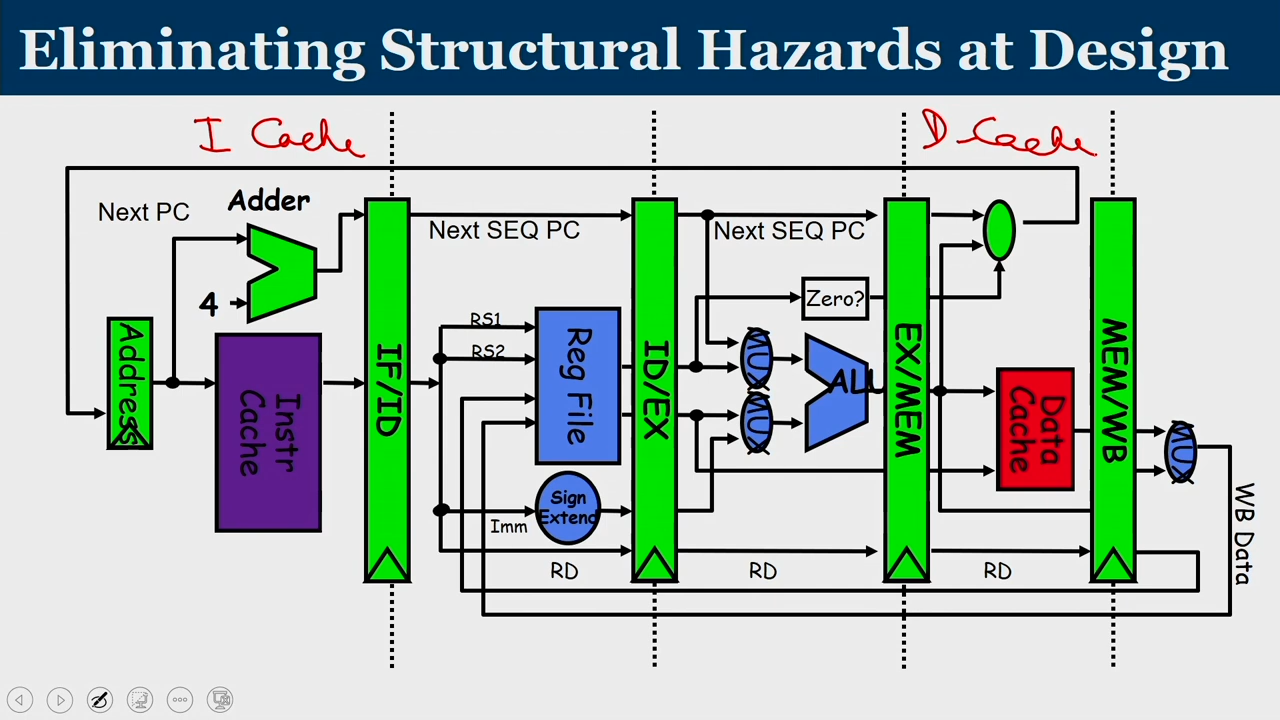 Eliminating Structural Hazards at Design
I Cache
D Cache
Next PC
Adder
4
Address
Instr
Cache
IF/ID
Next SEQ PC
RS1
RS2
Reg File
Sign
Extend
Imm
RD
ID/EX
Next SEQ PC
Zero?
MUX
MUX
ALU
RD
EX/MEM
Data
Cache
RD
MEM/WB
MUX
WB Data